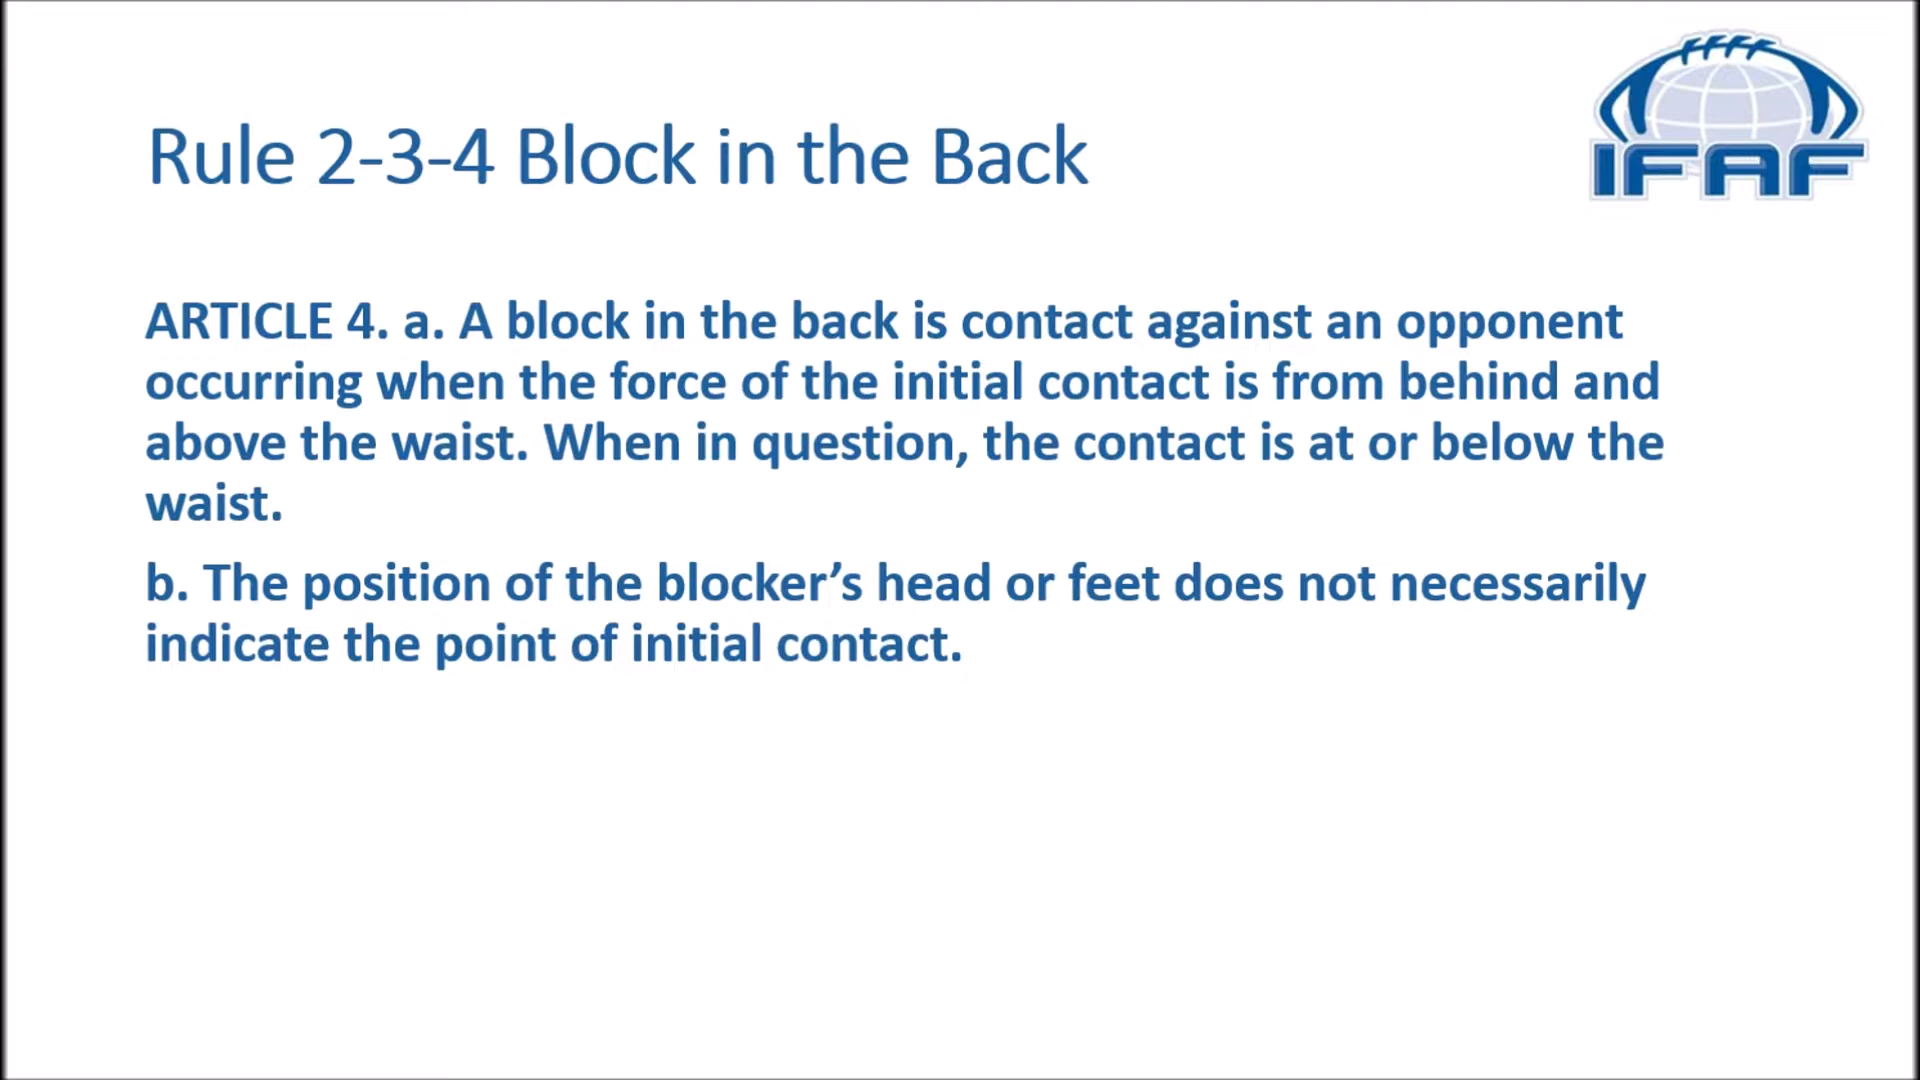 Rule 2-3-4 Block in the Back
IFAF
ARTICLE 4. a. A block in the back is contact against an opponent
occurring when the force of the initial contact is from behind and
above the waist. When in question, the contact is at or below the
waist.
b. The position of the blocker’s head or feet does not necessarily
indicate the point of initial contact.